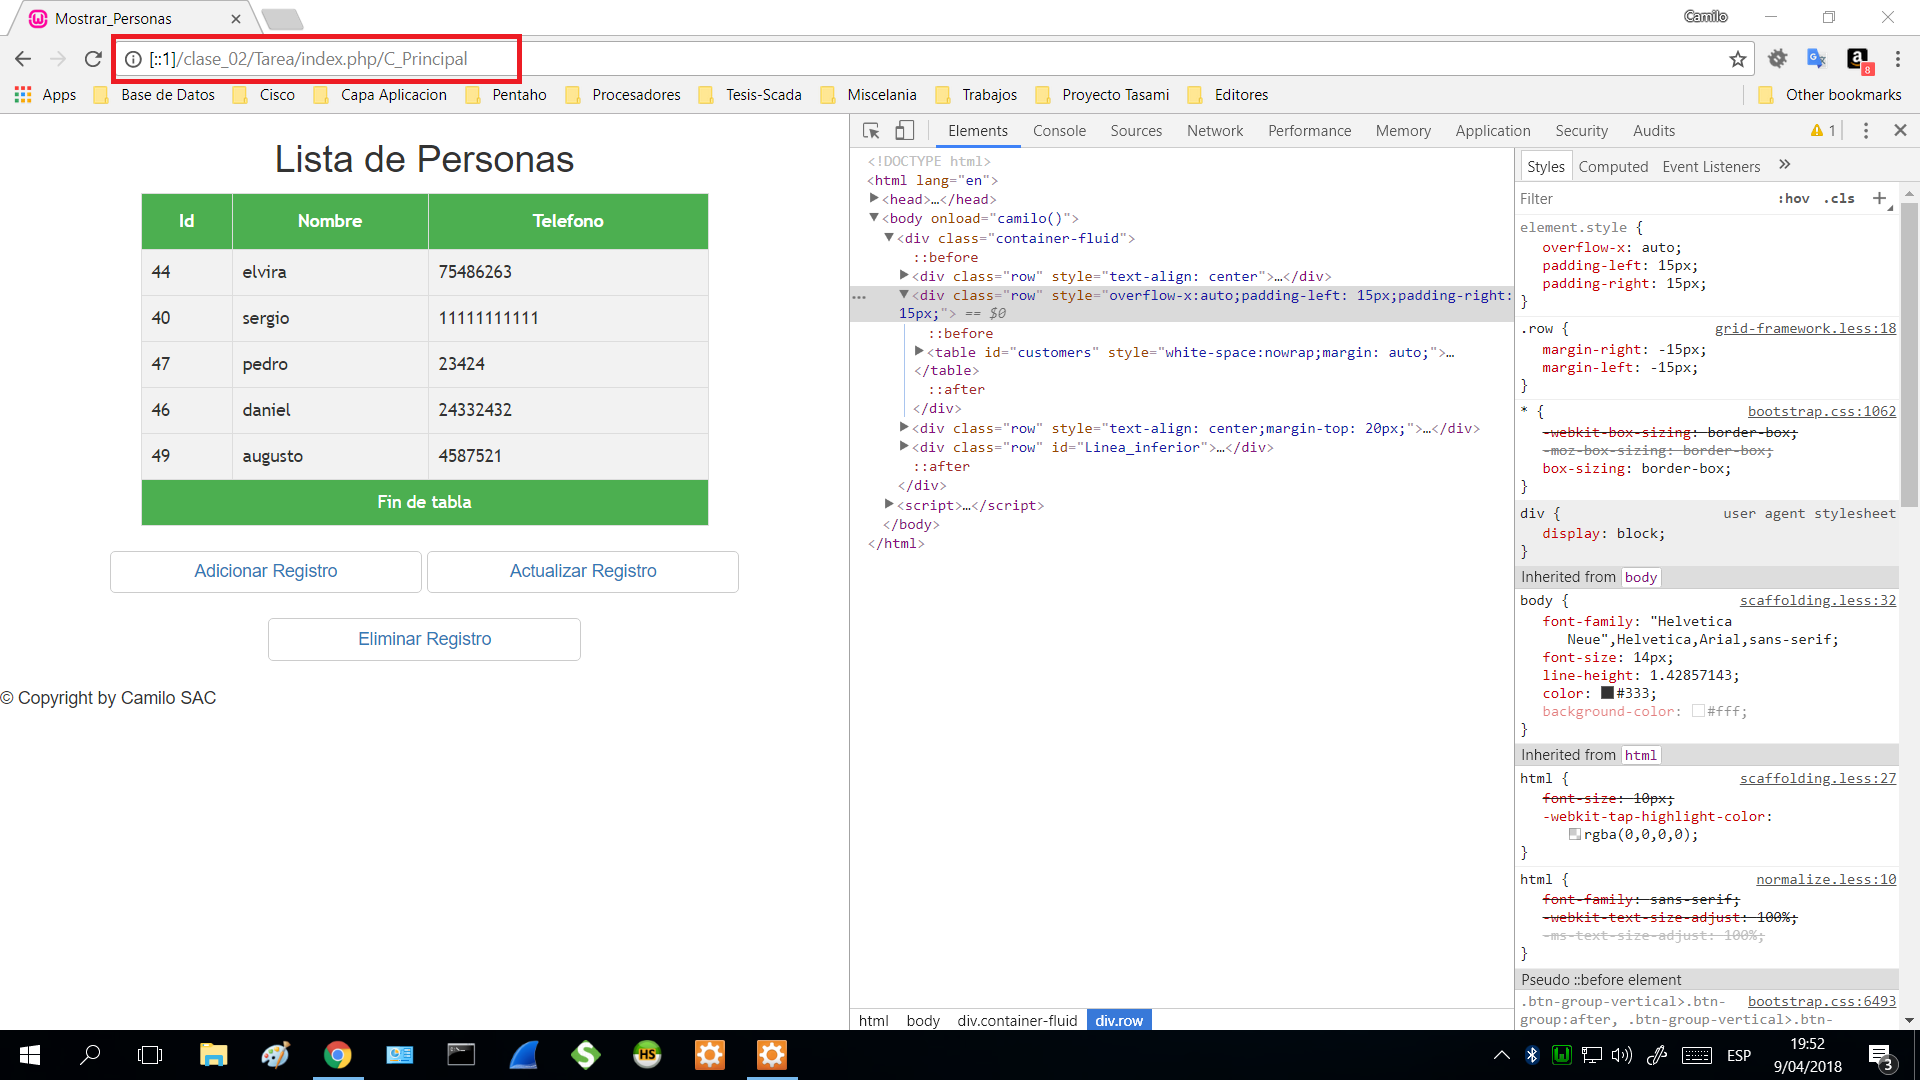 Mostrar_Personas
Camilo
[::1]/clase_02/Tarea/index.php/C_Principal
8
Apps Base de Datos Cisco Capa Aplicacion Pentaho Procesadores Tesis-Scada Miscelania Trabajos Proyecto Tasami Editores Other bookmarks
Lista de Personas
Id Nombre Telefono
44 elvira 75486263
40 sergio 11111111111
47 pedro 23424
46 daniel 24332432
49 augusto 4587521
Fin de tabla
Adicionar Registro Actualizar Registro
Eliminar Registro
© Copyright by Camilo SAC
Elements Console Sources Network Performance Memory Application Security Audits 1
<!DOCTYPE html>
<html lang="en">
<head>…</head>
<body onload="camilo()">
<div class="container-fluid">
::before
<div class="row" style="text-align: center">…</div>
<div class="row" style="overflow-x:auto;padding-left: 15px;padding-right:
15px;"> == $0
::before
<table id="customers" style="white-space:nowrap;margin: auto;">…
</table>
::after
</div>
<div class="row" style="text-align: center;margin-top: 20px;">…</div>
<div class="row" id="Linea_inferior">…</div>
::after
</div>
<script>…</script>
</body>
</html>
html body div.container-fluid div.row
Styles Computed Event Listeners »
Filter :hov .cls +
element.style {
overflow-x: auto;
padding-left: 15px;
padding-right: 15px;
}
.row { grid-framework.less:18
margin-right: -15px;
margin-left: -15px;
}
* { bootstrap.css:1062
-webkit-box-sizing: border-box;
-moz-box-sizing: border-box;
box-sizing: border-box;
}
div { user agent stylesheet
display: block;
}
Inherited from body
body { scaffolding.less:32
font-family: "Helvetica
Neue",Helvetica,Arial,sans-serif;
font-size: 14px;
line-height: 1.42857143;
color: #333;
background-color: #fff;
}
Inherited from html
html { scaffolding.less:27
font-size: 10px;
-webkit-tap-highlight-color:
rgba(0,0,0,0);
}
html { normalize.less:10
font-family: sans-serif;
-webkit-text-size-adjust: 100%;
-ms-text-size-adjust: 100%;
}
Pseudo ::before element
.btn-group-vertical>.btn- bootstrap.css:6493
group:after, .btn-group-vertical>.btn-
HS
ESP
19:52
9/04/2018
3